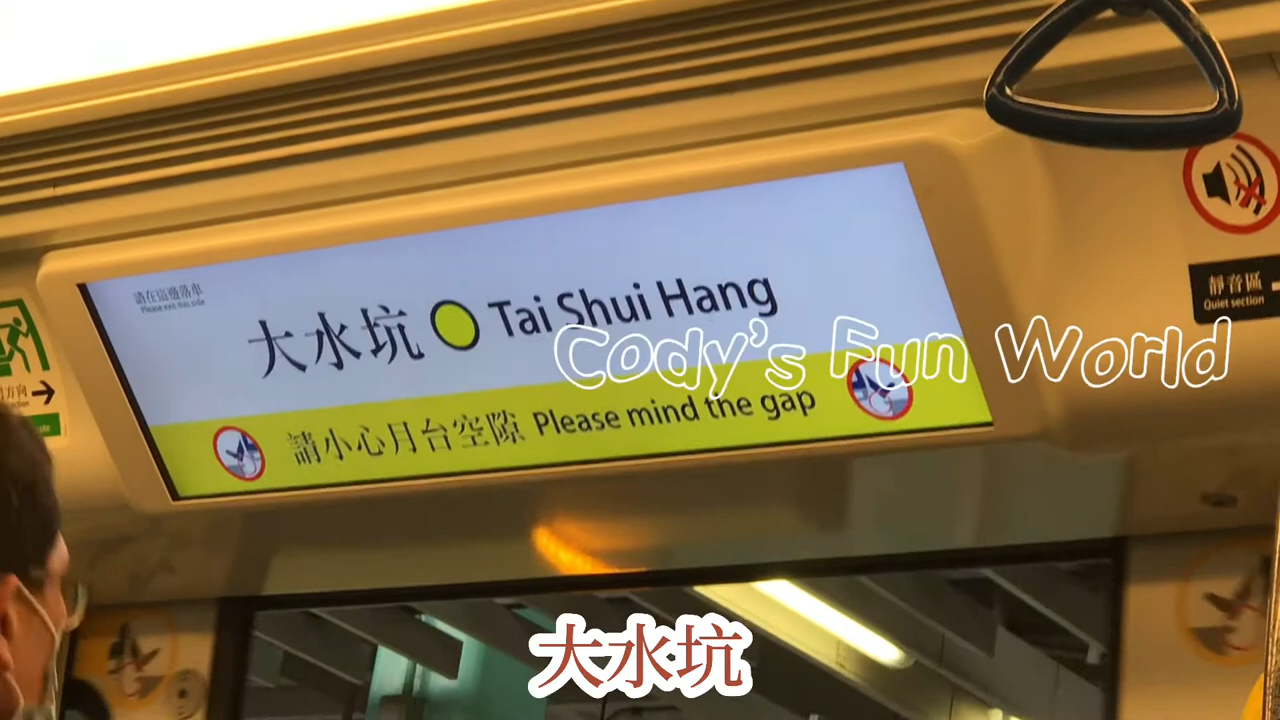 請在這邊落車
Please exit this side
大水坑 Tai Shui Hang
請小心月台空隙 Please mind the gap
靜音區
Quiet section
Cody's Fun World
大水坑